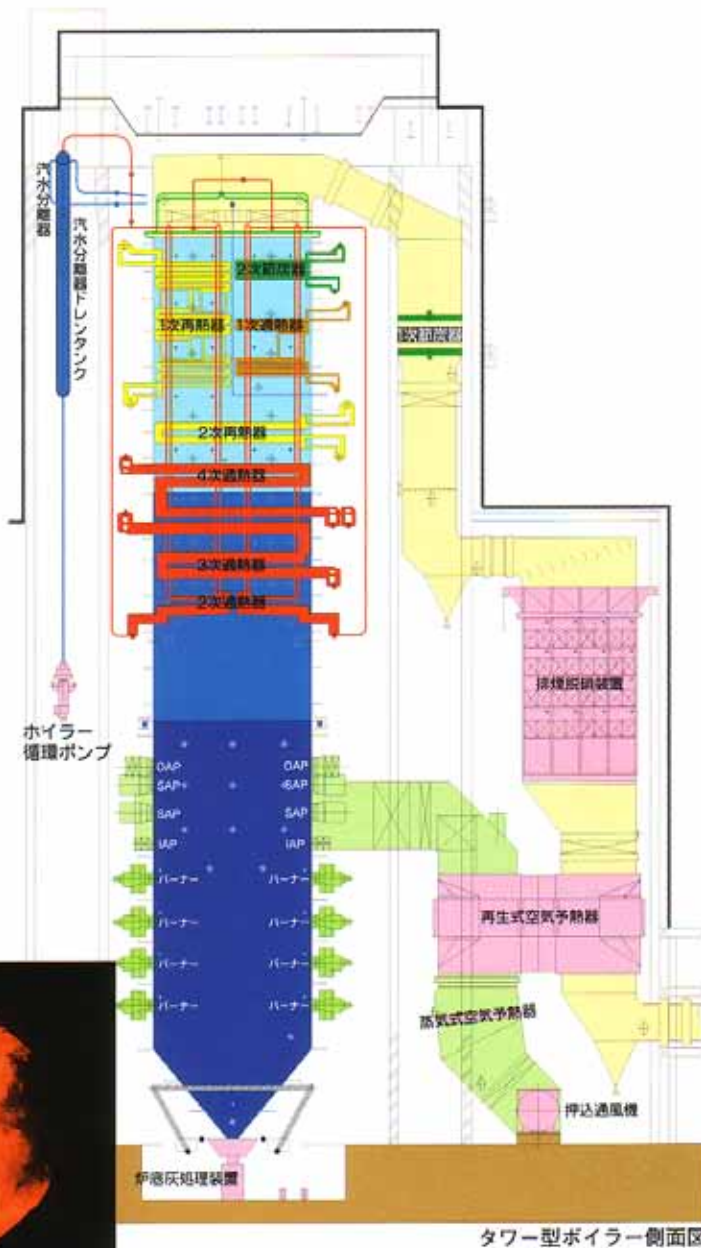 汽水分離器
汽水分離器ドレンタンク
2次節炭器
1次再熱器
1次過熱器
1次節炭器
2次再熱器
4次過熱器
3次過熱器
2次過熱器
排煙脱硝装置
ボイラー
循環ポンプ
OAP OAP
SAP SAP
SAP SAP
IAP IAP
バーナー バーナー
バーナー バーナー
バーナー バーナー
バーナー バーナー
再生式空気予熱器
蒸気式空気予熱器
押込通風機
炉底灰処理装置
タワー型ボイラー側面図